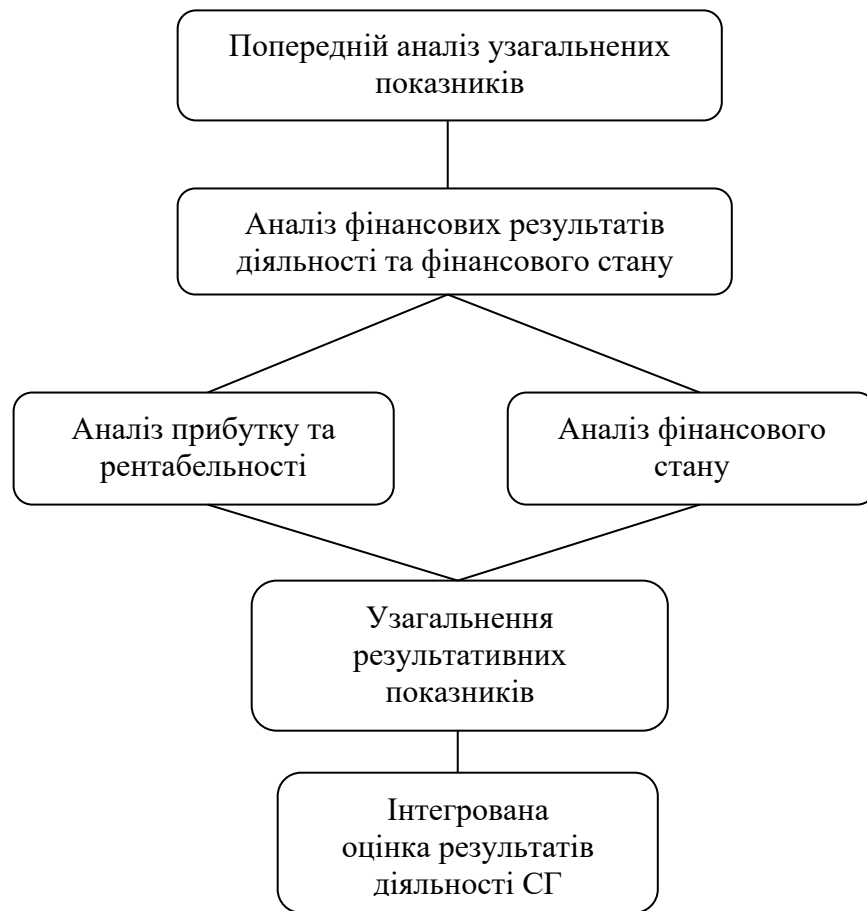 Попередній аналіз узагальнених
показників
Аналіз фінансових результатів
діяльності та фінансового стану
Аналіз прибутку та
рентабельності
Аналіз фінансового
стану
Узагальнення
результативних
показників
Інтегрована
оцінка результатів
діяльності СГ